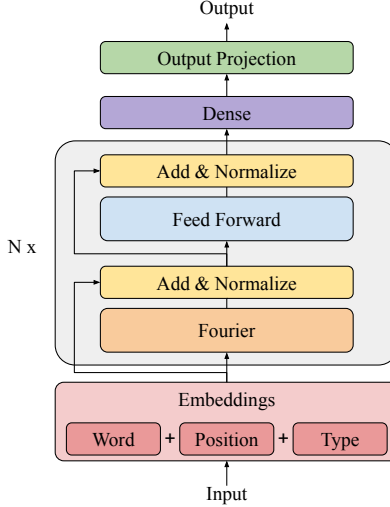 Output
Output Projection
Dense
Add & Normalize
Feed Forward
N x
Add & Normalize
Fourier
Embeddings
Word + Position + Type
Input